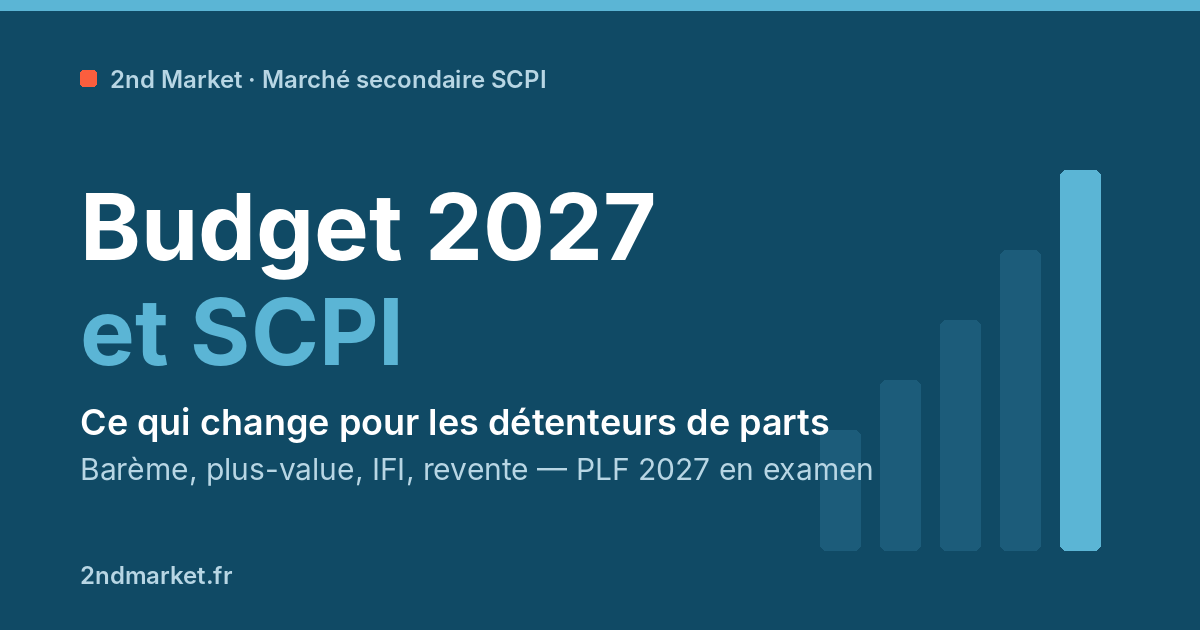 2nd Market · Marché secondaire SCPI
Budget 2027
et SCPI
Ce qui change pour les détenteurs de parts
Barème, plus-value, IFI, revente — PLF 2027 en examen
2ndmarket.fr